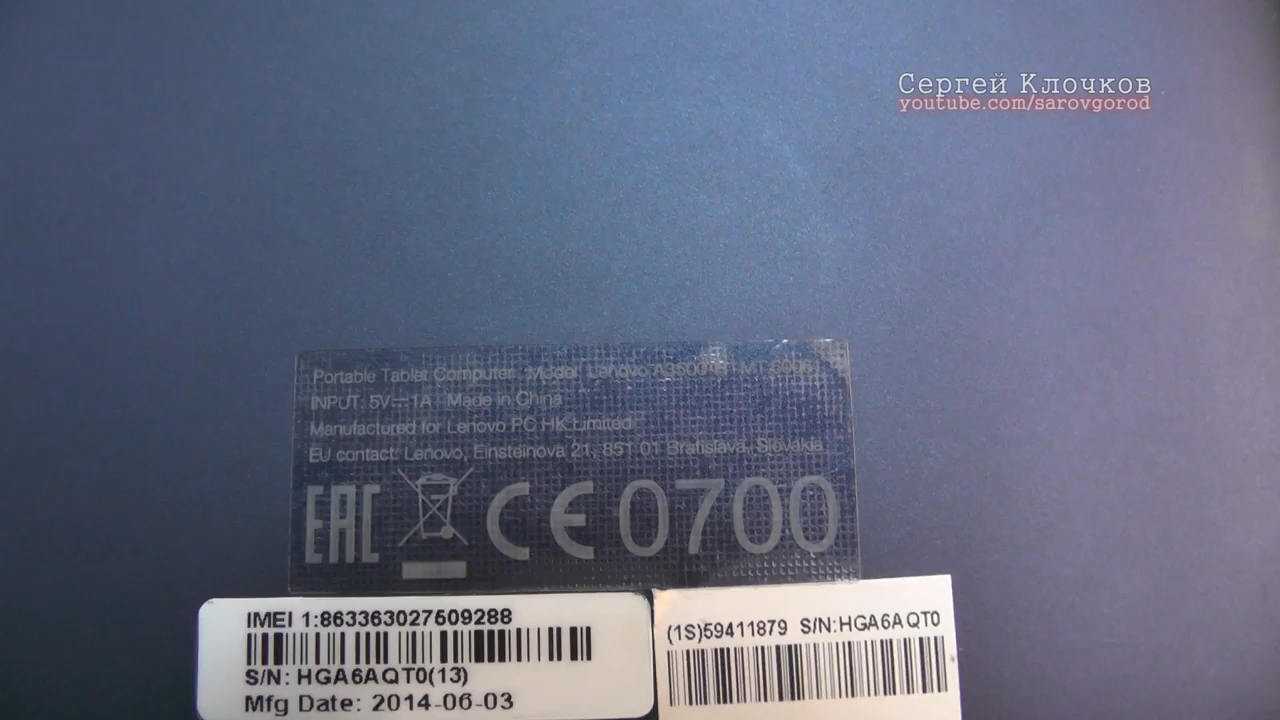 Сергей Клочков
youtube.com/sarovgorod
Portable Tablet Computer Model: Lenovo
INPUT: 5V⎓1A Made in China
Manufactured for Lenovo PC HK Limited
EU contact: Lenovo, Einsteinova 21, 851 01 Bratislava, Slovakia
EAC CE0700
IMEI 1:863363027609288
S/N: HGA6AQT0(13)
Mfg Date: 2014-06-03
(1S)59411879 S/N:HGA6AQT0